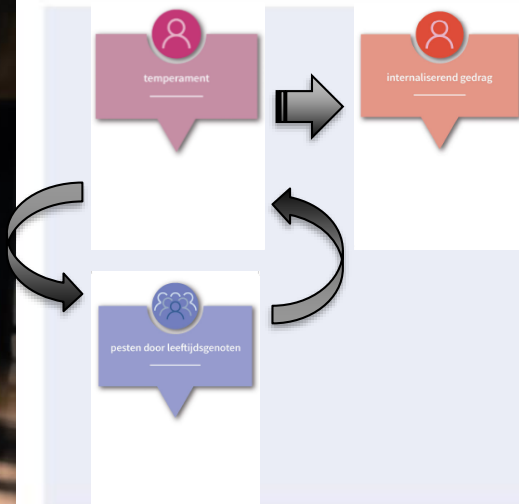 temperament
internaliserend gedrag
pesten door leeftijdsgenoten